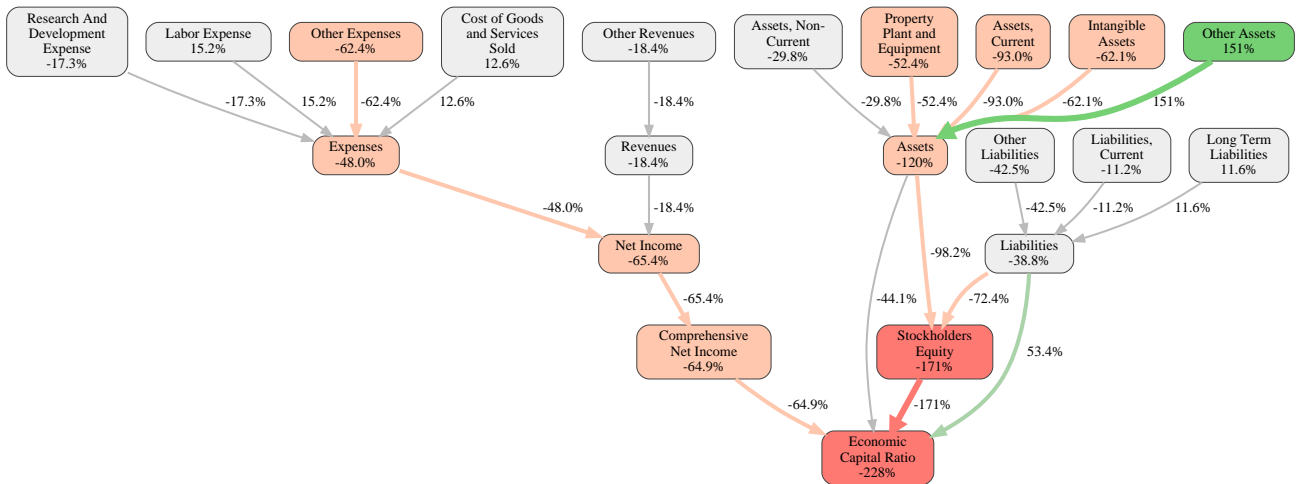 Research And
Development
Expense
-17.3%
Labor Expense
15.2%
Other Expenses
-62.4%
Cost of Goods
and Services
Sold
12.6%
Other Revenues
-18.4%
Assets, Non-
Current
-29.8%
Property
Plant and
Equipment
-52.4%
Assets,
Current
-93.0%
Intangible
Assets
-62.1%
Other Assets
151%
-17.3%
15.2%
-62.4%
12.6%
-18.4%
-29.8%
-52.4%
-93.0%
-62.1%
151%
Expenses
-48.0%
Revenues
-18.4%
Assets
-120%
Other
Liabilities
-42.5%
Liabilities,
Current
-11.2%
Long Term
Liabilities
11.6%
-48.0%
-18.4%
-42.5%
-11.2%
11.6%
Net Income
-65.4%
-98.2%
Liabilities
-38.8%
-65.4%
-44.1%
-72.4%
Comprehensive
Net Income
-64.9%
Stockholders
Equity
-171%
53.4%
-64.9%
-171%
Economic
Capital Ratio
-228%